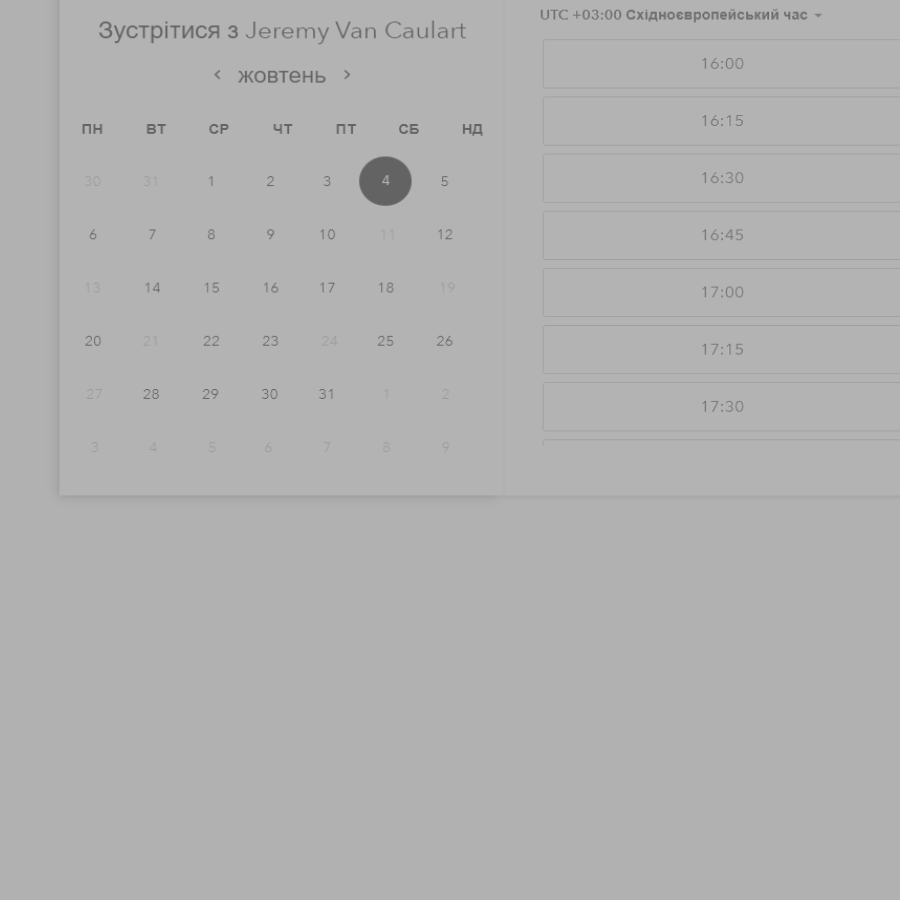 Зустрітися з Jeremy Van Caulart
жовтень
ПН ВТ СР ЧТ ПТ СБ НД
30 31 1 2 3 4 5
6 7 8 9 10 11 12
13 14 15 16 17 18 19
20 21 22 23 24 25 26
27 28 29 30 31 1 2
3 4 5 6 7 8 9
UTC +03:00 Східноєвропейський час
16:00
16:15
16:30
16:45
17:00
17:15
17:30